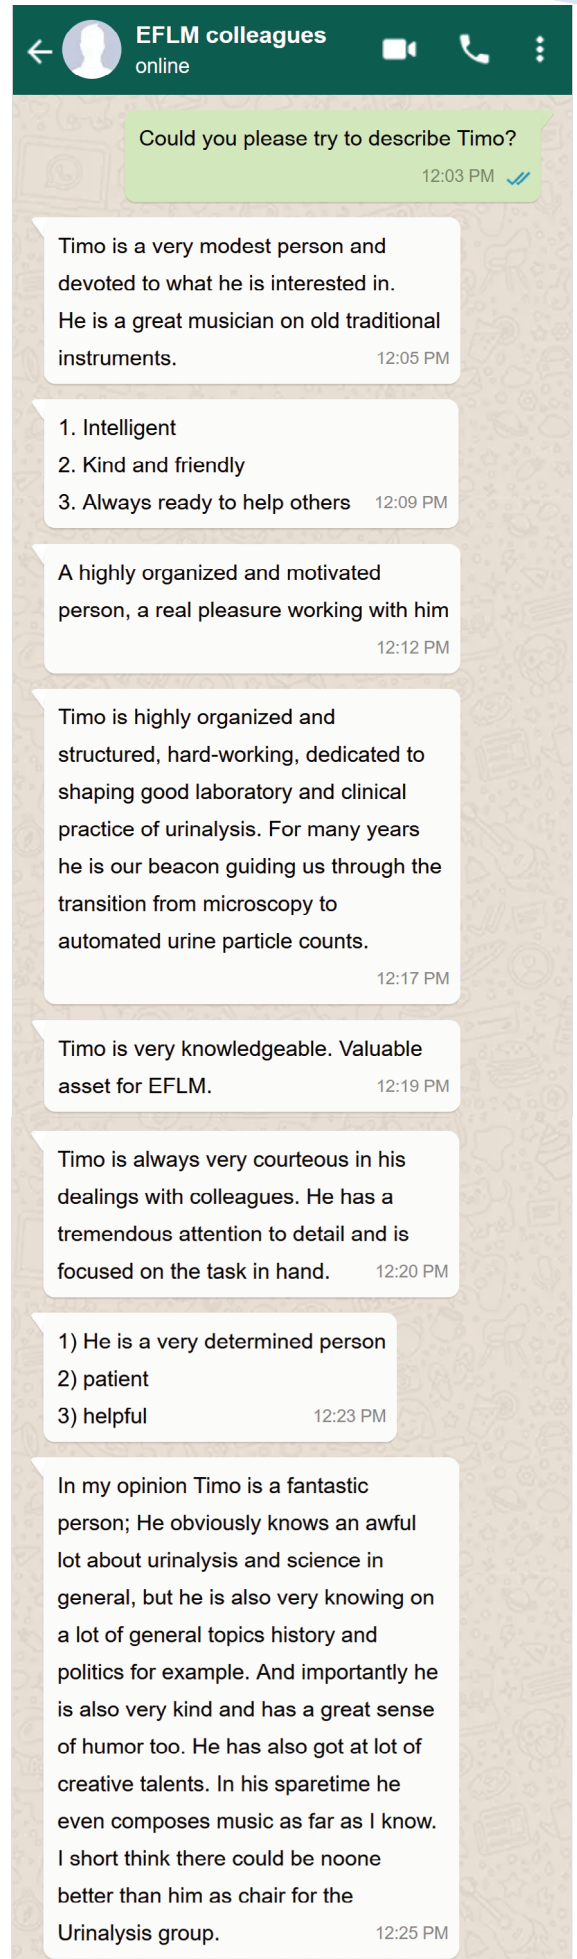 EFLM colleagues
online
Could you please try to describe Timo?
12:03 PM
Timo is a very modest person and
devoted to what he is interested in.
He is a great musician on old traditional
instruments. 12:05 PM
1. Intelligent
2. Kind and friendly
3. Always ready to help others 12:09 PM
A highly organized and motivated
person, a real pleasure working with him
12:12 PM
Timo is highly organized and
structured, hard-working, dedicated to
shaping good laboratory and clinical
practice of urinalysis. For many years
he is our beacon guiding us through the
transition from microscopy to
automated urine particle counts.
12:17 PM
Timo is very knowledgeable. Valuable
asset for EFLM. 12:19 PM
Timo is always very courteous in his
dealings with colleagues. He has a
tremendous attention to detail and is
focused on the task in hand. 12:20 PM
1) He is a very determined person
2) patient
3) helpful 12:23 PM
In my opinion Timo is a fantastic
person; He obviously knows an awful
lot about urinalysis and science in
general, but he is also very knowing on
a lot of general topics history and
politics for example. And importantly he
is also very kind and has a great sense
of humor too. He has also got at lot of
creative talents. In his sparetime he
even composes music as far as I know.
I short think there could be noone
better than him as chair for the
Urinalysis group. 12:25 PM